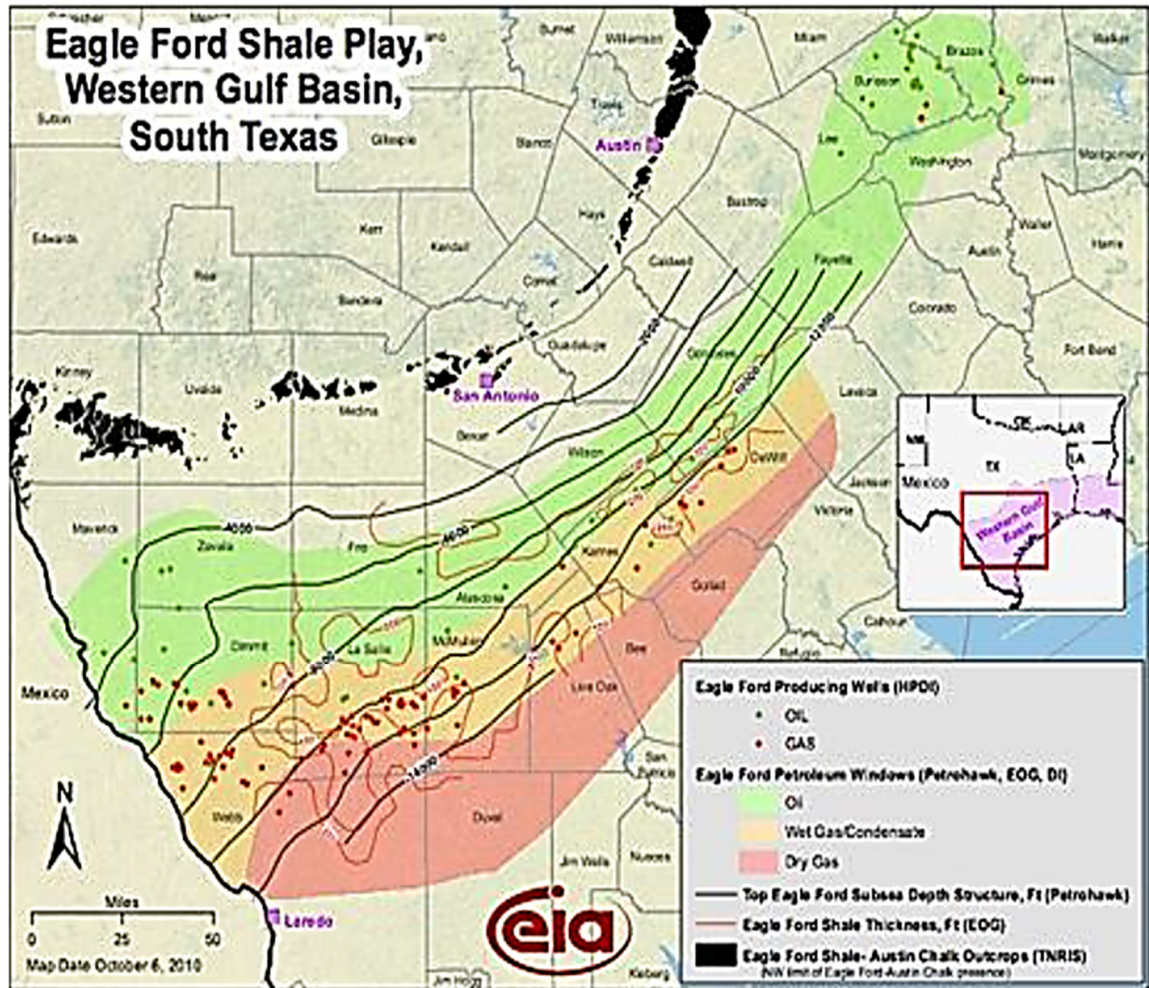 Eagle Ford Shale Play,
Western Gulf Basin,
South Texas
Burnet
Williamson
Milam
Brazos
Walker
Burleson
Grimes
Sutton
Travis
Gillespie
Blanco
Austin
Lee
Washington
Montgomery
Hays
Bastrop
Edwards
Kerr
Kendall
Waller
Harris
Real
Comal
Caldwell
Fayette
Austin
Bandera
Colorado
7000
Guadalupe
12000
Fort Bend
Gonzales
Kinney
Uvalde
Medina
San Antonio
10000
Lavaca
Bexar
Wilson
DeWitt
Jackson
Victoria
Maverick
Zavala
4000
Frio
6000
Karnes
Atascosa
Goliad
Calhoun
Refugio
Dimmit
La Salle
8000
McMullen
Bee
Live Oak
Mexico
14000
San
Patricio
Webb
Duval
Jim Wells
Nueces
Laredo
Jim Hogg
Kleberg
NM
OK
AR
TX
LA
Mexico
Western Gulf
Basin
Eagle Ford Producing Wells (HPDI)
OIL
GAS
Eagle Ford Petroleum Windows (Petrohawk, EOG, DI)
Oil
Wet Gas/Condensate
Dry Gas
Top Eagle Ford Subsea Depth Structure, Ft (Petrohawk)
Eagle Ford Shale Thickness, Ft (EOG)
Eagle Ford Shale- Austin Chalk Outcrops (TNRIS)
(NW limit of Eagle Ford-Austin Chalk presence)
N
Miles
0 25 50
Map Date October 6, 2010
eia